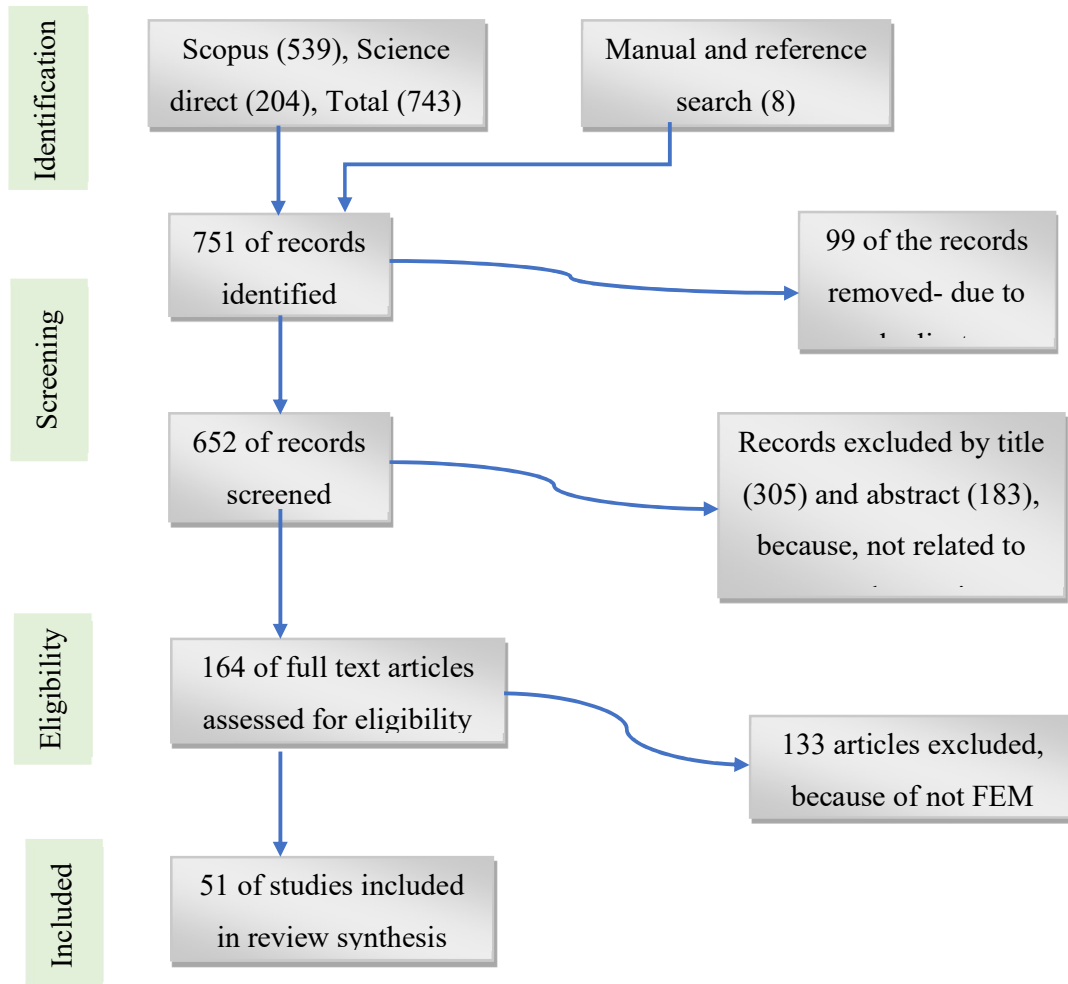 Identification
Scopus (539), Science
direct (204), Total (743)
Manual and reference
search (8)
751 of records
identified
99 of the records
removed- due to
Screening
652 of records
screened
Records excluded by title
(305) and abstract (183),
because, not related to
Eligibility
164 of full text articles
assessed for eligibility
133 articles excluded,
because of not FEM
Included
51 of studies included
in review synthesis